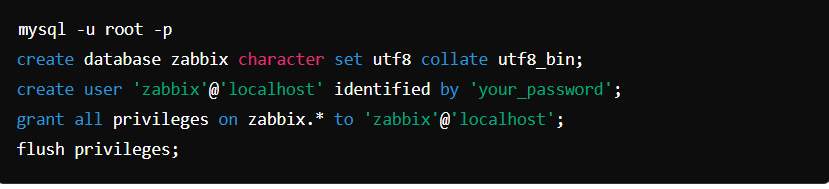 mysql -u root -p
create database zabbix character set utf8 collate utf8_bin;
create user 'zabbix'@'localhost' identified by 'your_password';
grant all privileges on zabbix.* to 'zabbix'@'localhost';
flush privileges;